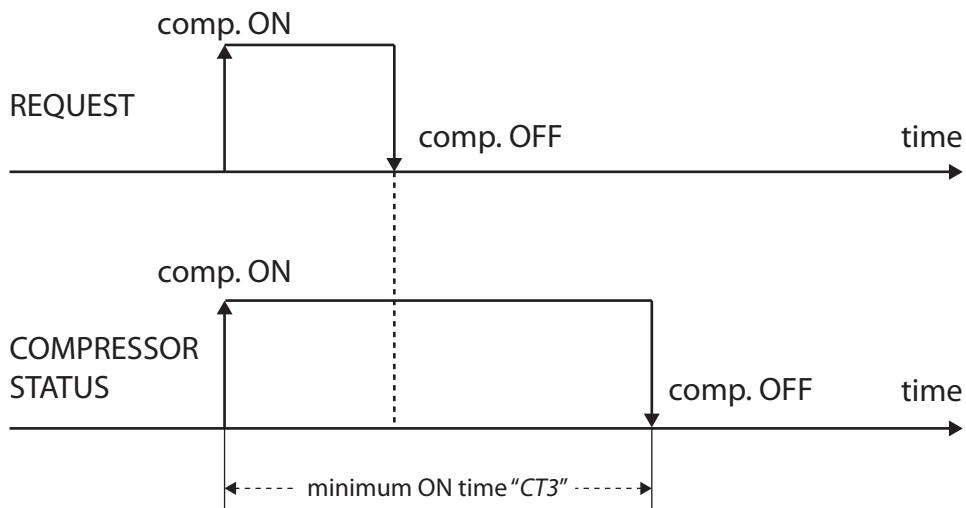 comp. ON
REQUEST
comp. OFF
time
comp. ON
COMPRESSOR
STATUS
comp. OFF
time
minimum ON time “CT3”